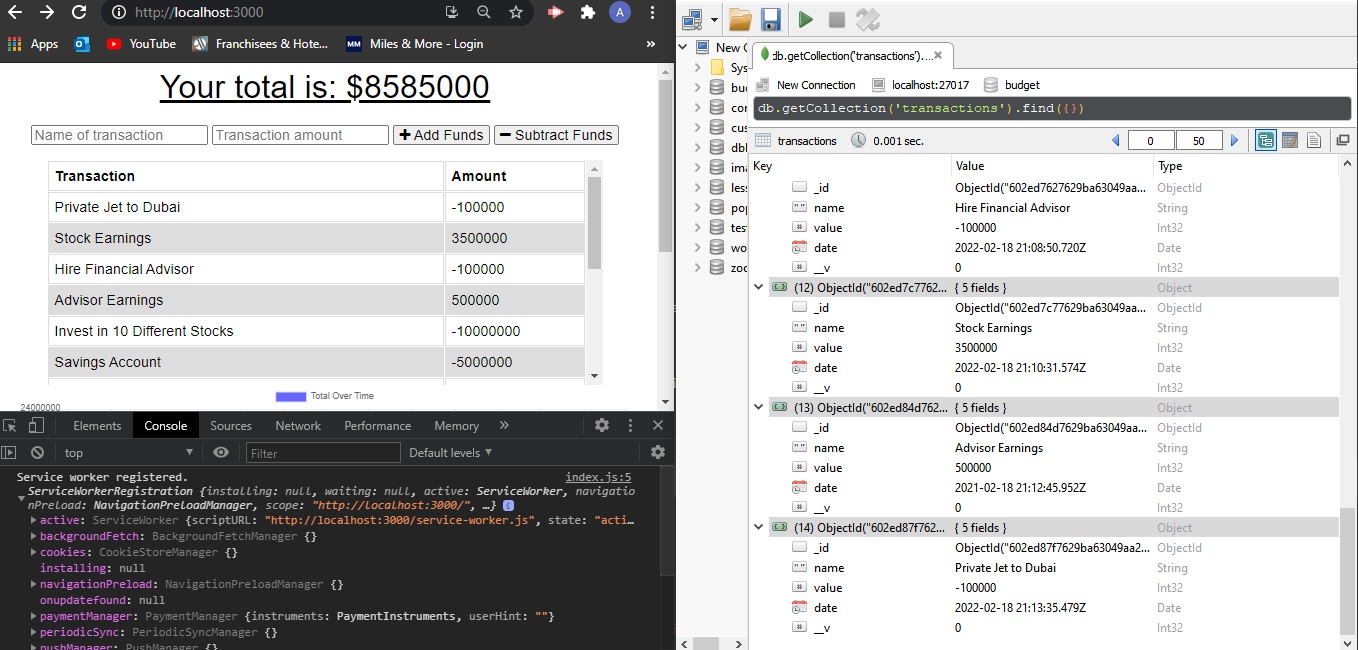 http://localhost:3000
A
Apps
YouTube
Franchisees & Hote...
MM Miles & More - Login
»
Your total is: $8585000
Name of transaction
Transaction amount
+ Add Funds
− Subtract Funds
Transaction Amount
Private Jet to Dubai -100000
Stock Earnings 3500000
Hire Financial Advisor -100000
Advisor Earnings 500000
Invest in 10 Different Stocks -10000000
Savings Account -5000000
Total Over Time
24000000
Elements Console Sources Network Performance Memory »
top Filter Default levels ▼
Service worker registered. index.js:5
ServiceWorkerRegistration {installing: null, waiting: null, active: ServiceWorker, navigatio
nPreload: NavigationPreloadManager, scope: "http://localhost:3000/", …} i
active: ServiceWorker {scriptURL: "http://localhost:3000/service-worker.js", state: "acti…
backgroundFetch: BackgroundFetchManager {}
cookies: CookieStoreManager {}
installing: null
navigationPreload: NavigationPreloadManager {}
onupdatefound: null
paymentManager: PaymentManager {instruments: PaymentInstruments, userHint: ""}
periodicSync: PeriodicSyncManager {}
pushManager: PushManager {}
New C
Sys
bu
cor
cus
dbl
ima
les
pop
tes
wo
zoo
db.getCollection('transactions')....
New Connection localhost:27017 budget
db.getCollection('transactions').find({})
transactions 0.001 sec. 0 50
Key Value Type
_id ObjectId("602ed7627629ba63049aa... ObjectId
name Hire Financial Advisor String
value -100000 Int32
date 2022-02-18 21:08:50.720Z Date
__v 0 Int32
(12) ObjectId("602ed7c7762... { 5 fields } Object
_id ObjectId("602ed7c77629ba63049aa... ObjectId
name Stock Earnings String
value 3500000 Int32
date 2022-02-18 21:10:31.574Z Date
__v 0 Int32
(13) ObjectId("602ed84d762... { 5 fields } Object
_id ObjectId("602ed84d7629ba63049aa... ObjectId
name Advisor Earnings String
value 500000 Int32
date 2021-02-18 21:12:45.952Z Date
__v 0 Int32
(14) ObjectId("602ed87f762... { 5 fields } Object
_id ObjectId("602ed87f7629ba63049aa2... ObjectId
name Private Jet to Dubai String
value -100000 Int32
date 2022-02-18 21:13:35.479Z Date
__v 0 Int32